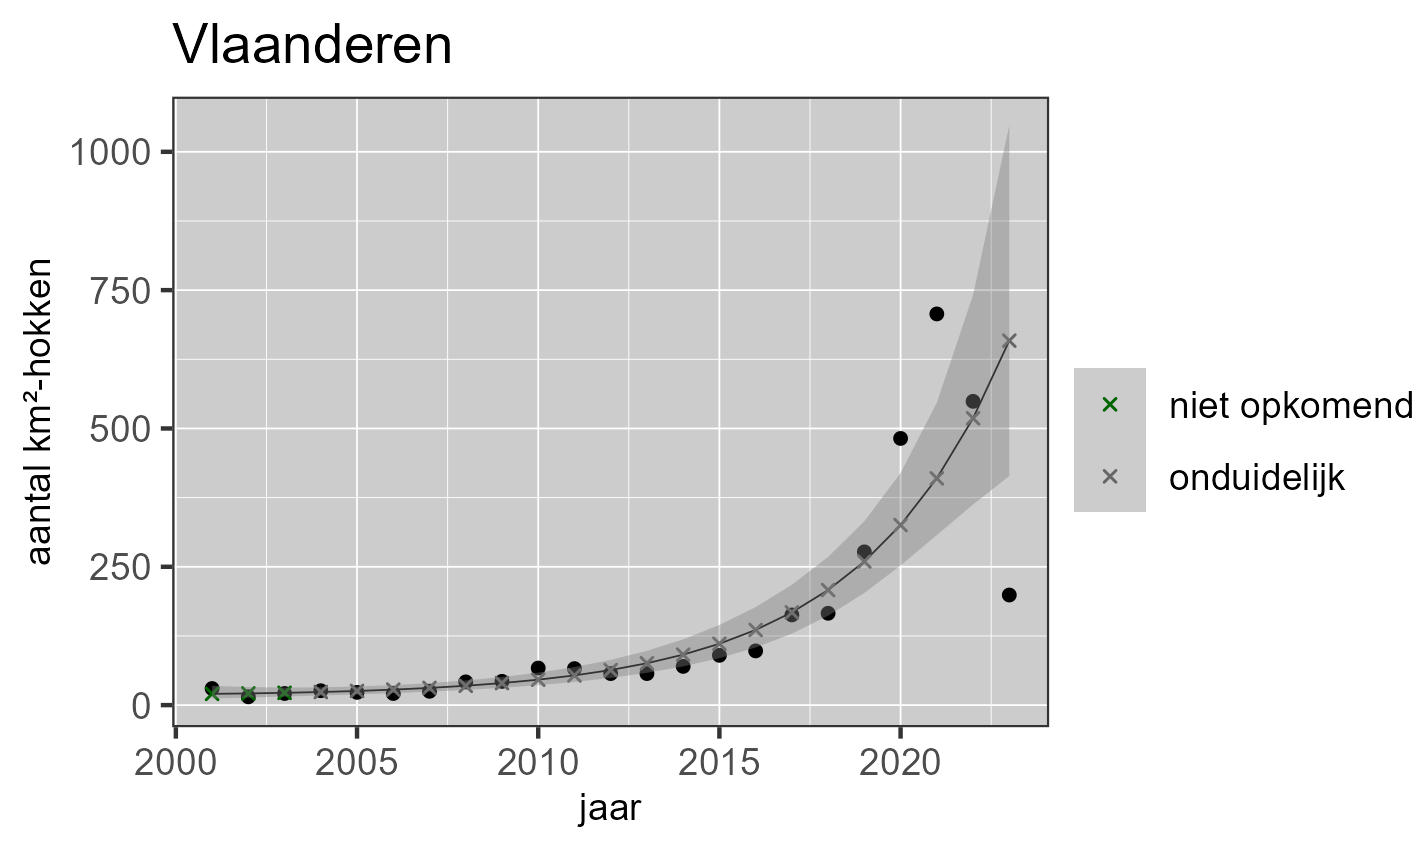 Vlaanderen
aantal km²-hokken
1000
750
500
250
0
2000 2005 2010 2015 2020
jaar
niet opkomend
onduidelijk